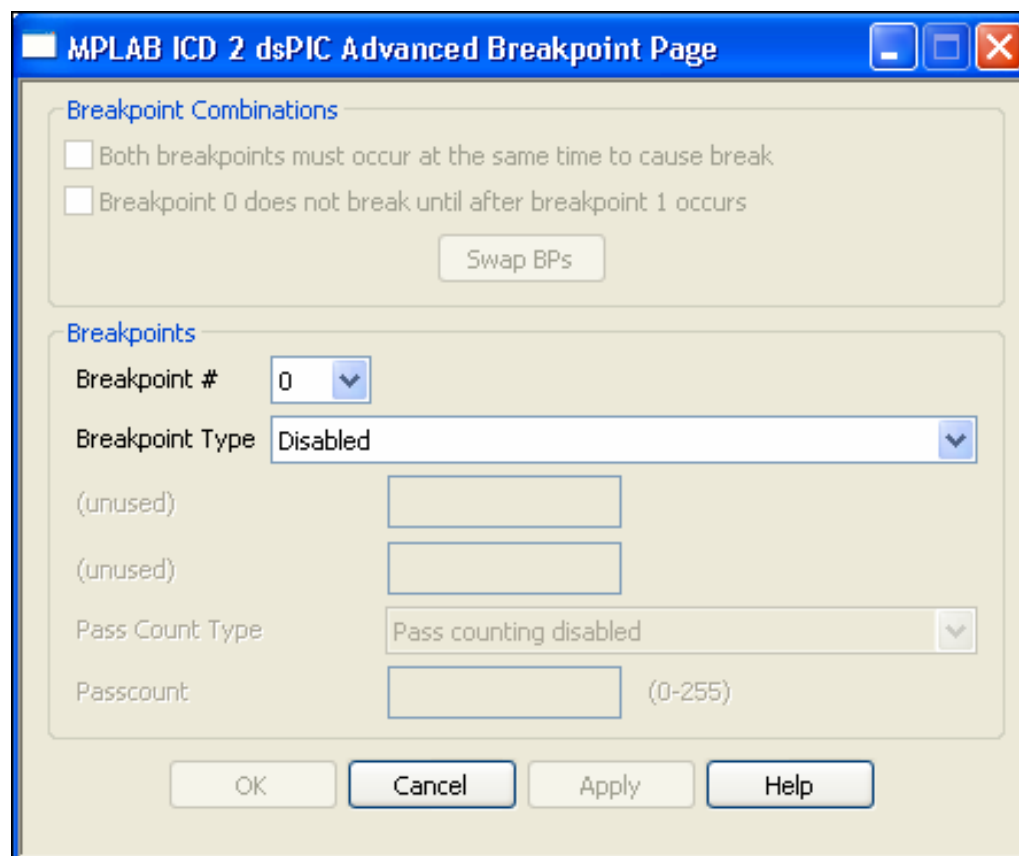 MPLAB ICD 2 dsPIC Advanced Breakpoint Page
Breakpoint Combinations
Both breakpoints must occur at the same time to cause break
Breakpoint 0 does not break until after breakpoint 1 occurs
Swap BPs
Breakpoints
Breakpoint # 0
Breakpoint Type Disabled
(unused)
(unused)
Pass Count Type Pass counting disabled
Passcount (0-255)
OK Cancel Apply Help